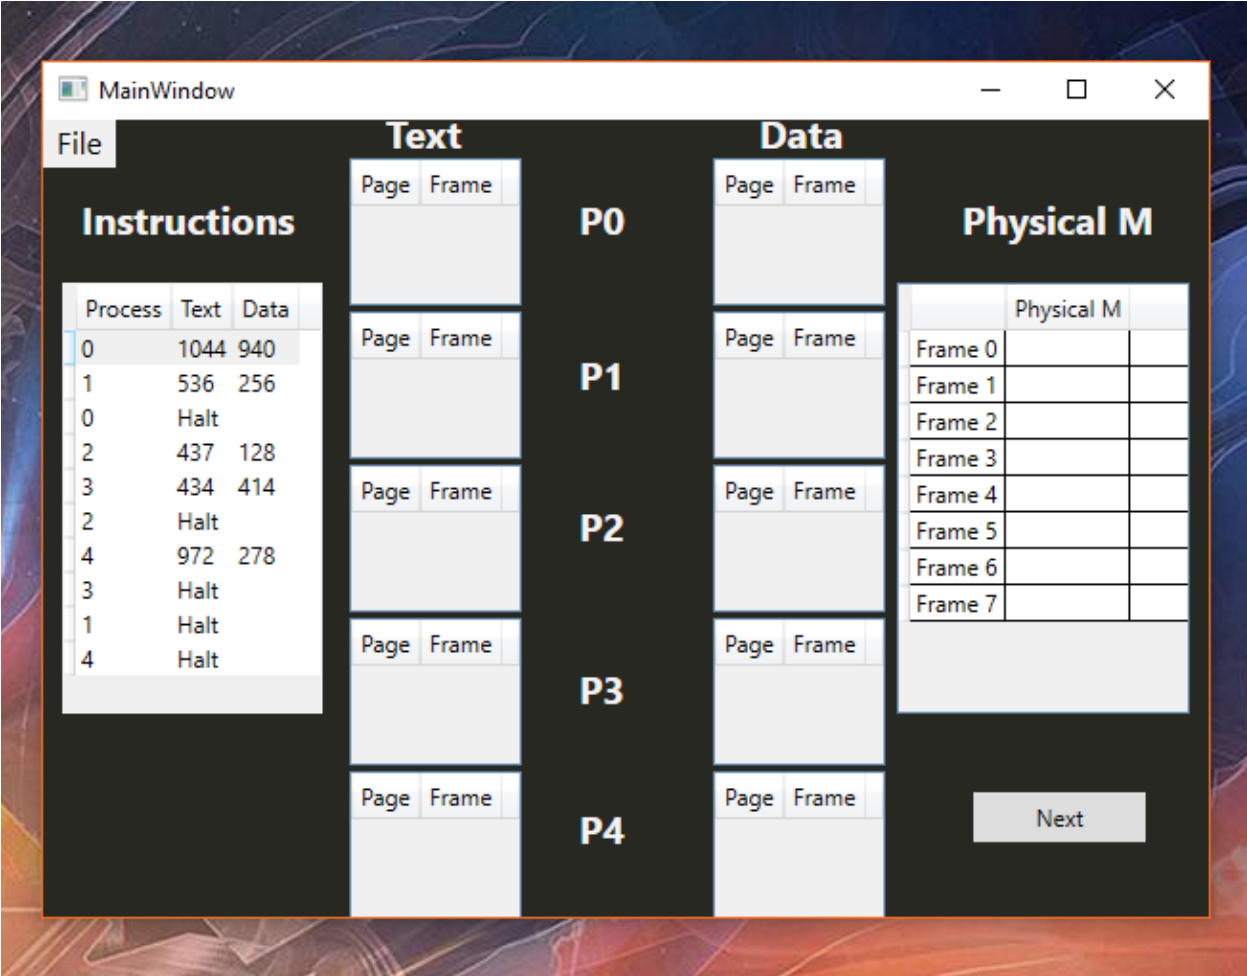 MainWindow
File
Text
Data
Instructions
Process Text Data
0 1044 940
1 536 256
0 Halt
2 437 128
3 434 414
2 Halt
4 972 278
3 Halt
1 Halt
4 Halt
Page Frame
P0
Page Frame
Page Frame
P1
Page Frame
Page Frame
P2
Page Frame
Page Frame
P3
Page Frame
Page Frame
P4
Page Frame
Physical M
Physical M
Frame 0
Frame 1
Frame 2
Frame 3
Frame 4
Frame 5
Frame 6
Frame 7
Next